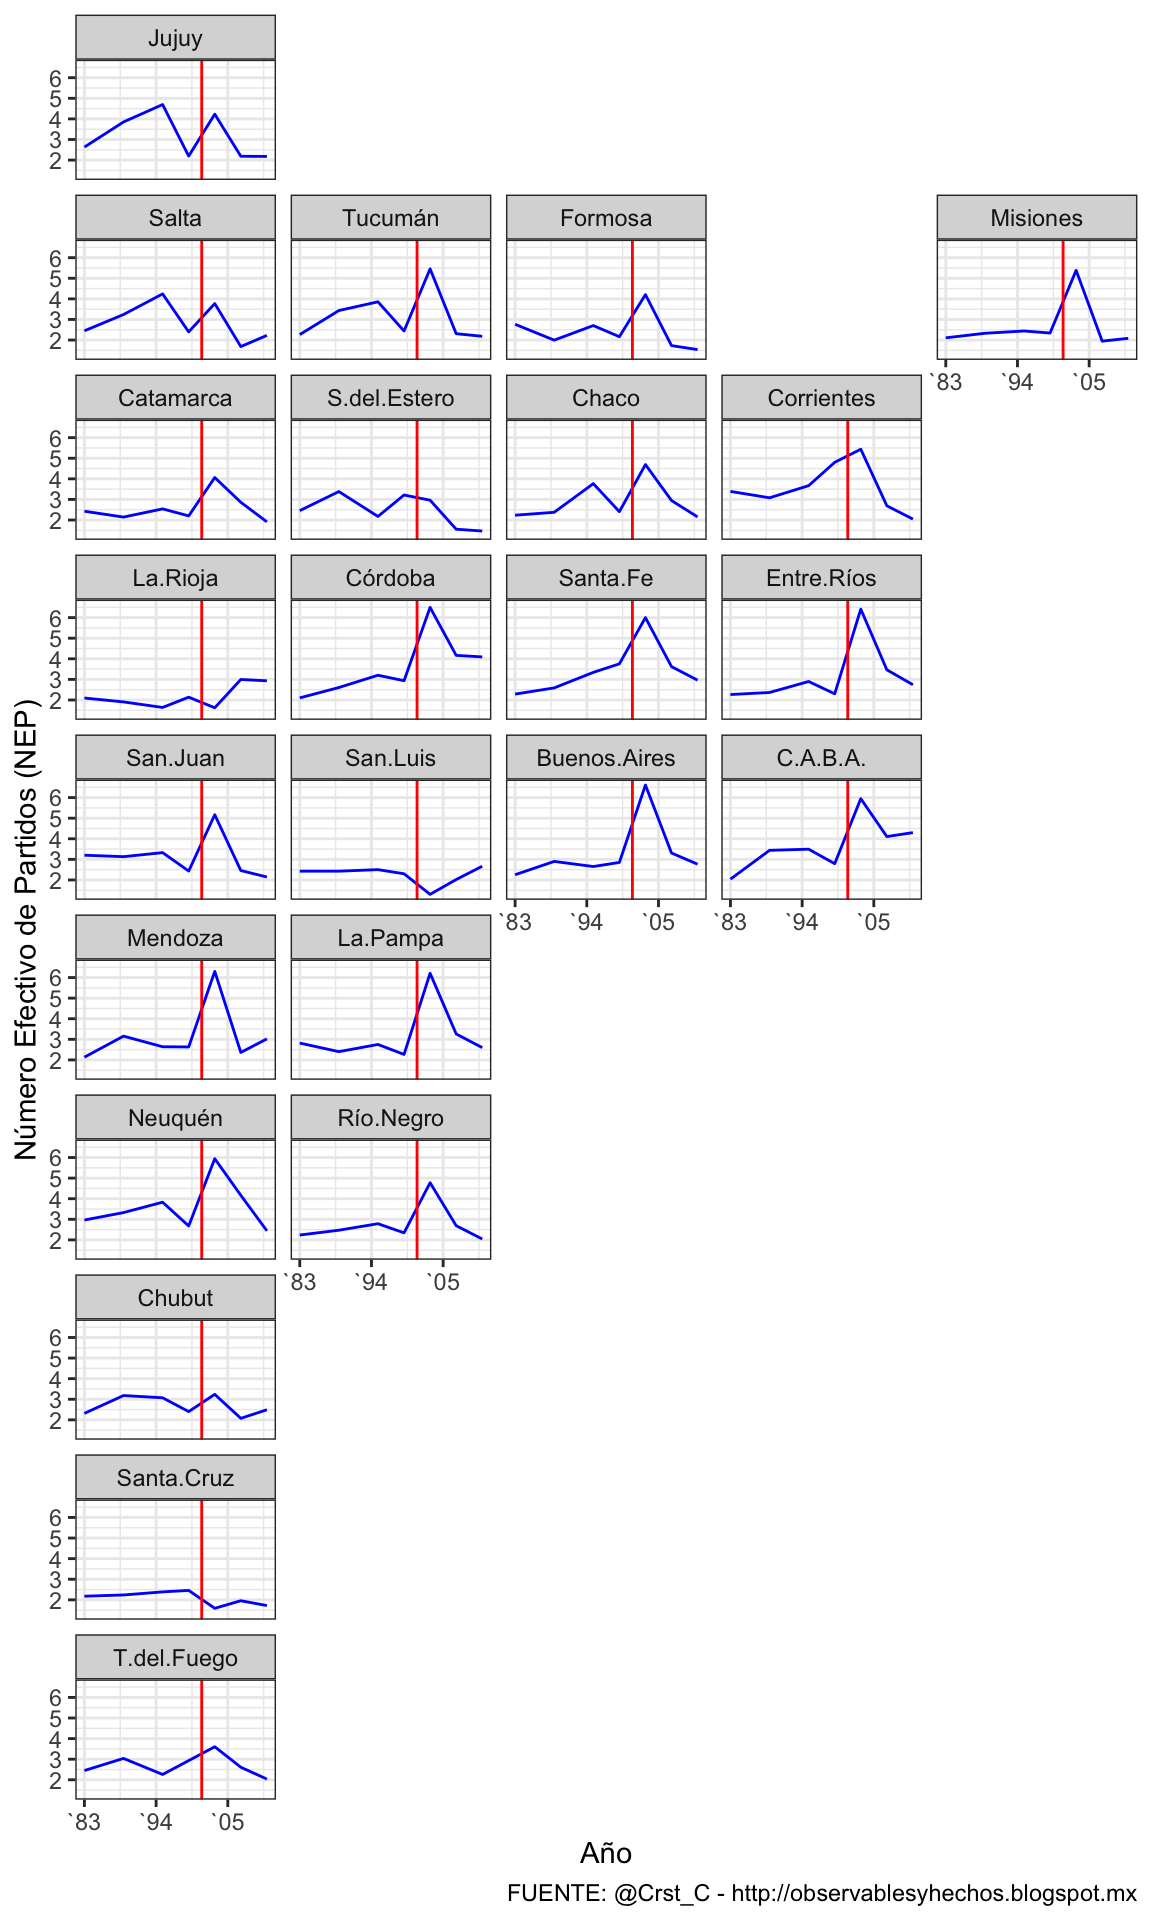 Jujuy
6
5
4
3
2
Salta
Tucumán
Formosa
Misiones
6
5
4
3
2
`83 `94 `05
Catamarca
S.del.Estero
Chaco
Corrientes
6
5
4
3
2
La.Rioja
Córdoba
Santa.Fe
Entre.Ríos
6
5
4
3
2
San.Juan
San.Luis
Buenos.Aires
C.A.B.A.
6
5
4
3
2
`83 `94 `05
`83 `94 `05
Mendoza
La.Pampa
6
5
4
3
2
Neuquén
Río.Negro
6
5
4
3
2
`83 `94 `05
Chubut
6
5
4
3
2
Santa.Cruz
6
5
4
3
2
T.del.Fuego
6
5
4
3
2
`83 `94 `05
Número Efectivo de Partidos (NEP)
Año
FUENTE: @Crst_C - http://observablesyhechos.blogspot.mx